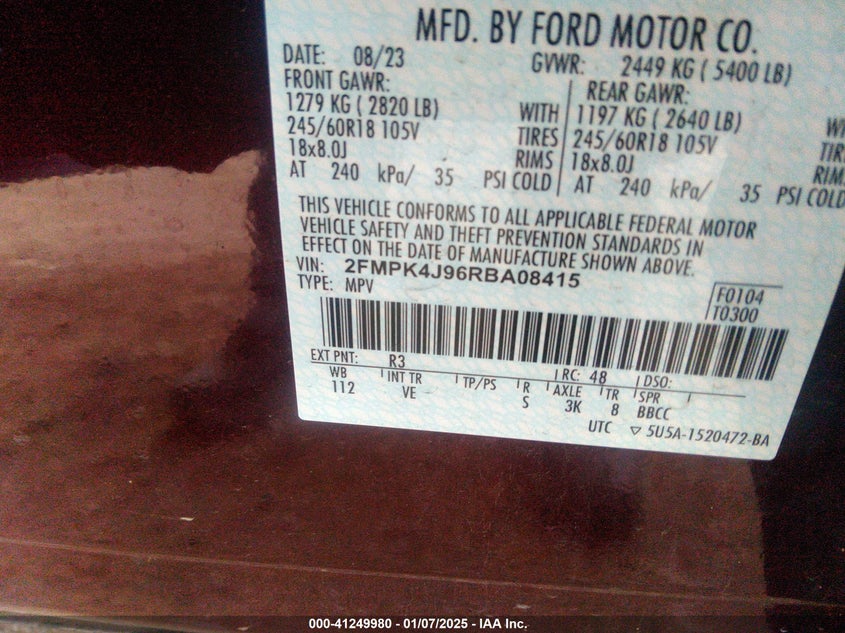 MFD. BY FORD MOTOR CO.
DATE: 08/23 GVWR: 2449 KG ( 5400 LB)
FRONT GAWR: REAR GAWR:
1279 KG ( 2820 LB) WITH 1197 KG ( 2640 LB)
245/60R18 105V TIRES 245/60R18 105V
18x8.0J RIMS 18x8.0J RIMS
AT 240 kPa/ 35 PSI COLD AT 240 kPa/ 35 PSI COLD
THIS VEHICLE CONFORMS TO ALL APPLICABLE FEDERAL MOTOR
VEHICLE SAFETY AND THEFT PREVENTION STANDARDS IN
EFFECT ON THE DATE OF MANUFACTURE SHOWN ABOVE.
VIN: 2FMPK4J96RBA08415
TYPE: MPV F0104
T0300
EXT PNT: R3 RC: 48 DSO:
WB INT TR TP/PS R AXLE TR SPR
112 VE S 3K 8 BBCC
UTC ▽ 5U5A-1520472-BA
000-41249980 - 01/07/2025 - IAA Inc.